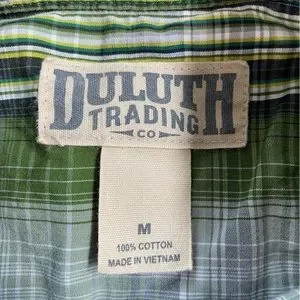 DULUTH
TRADING
CO
M
100% COTTON
MADE IN VIETNAM